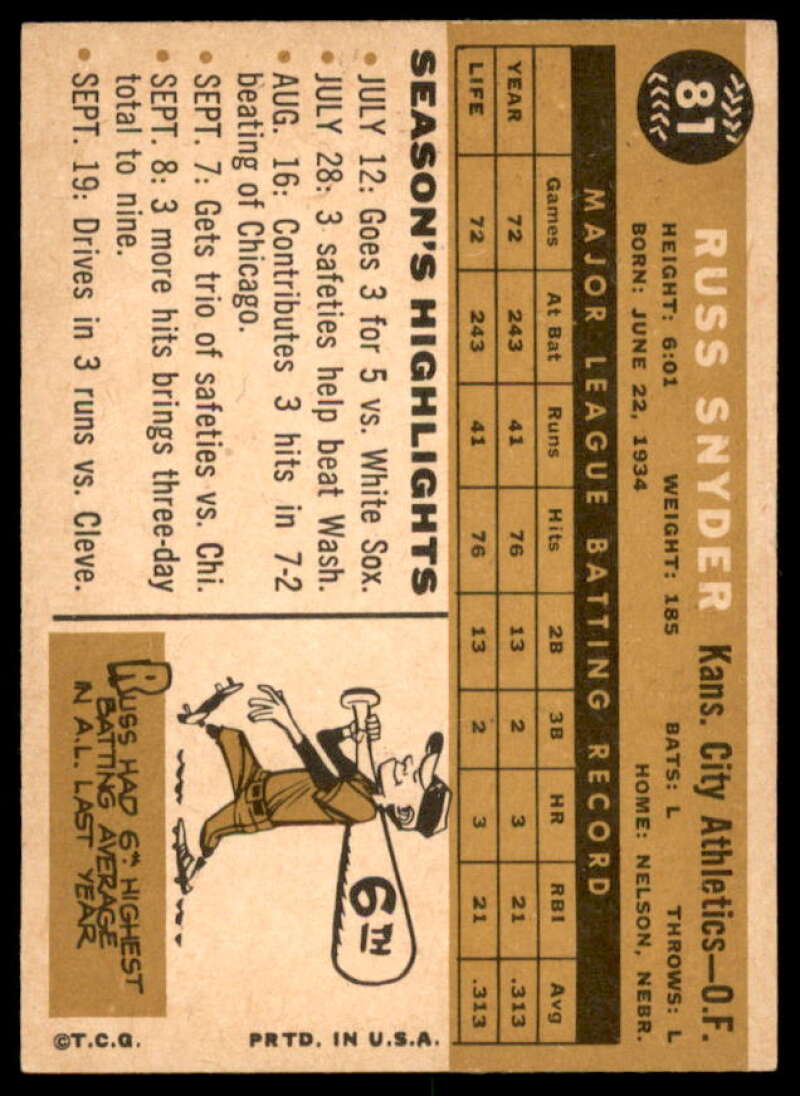 81
RUSS SNYDER Kans. City Athletics—O.F.
HEIGHT: 6:01 WEIGHT: 185 BATS: L THROWS: L
BORN: JUNE 22, 1934 HOME: NELSON, NEBR.
MAJOR LEAGUE BATTING RECORD
Games At Bat Runs Hits 2B 3B HR RBI Avg
YEAR 72 243 41 76 13 2 3 21 .313
LIFE 72 243 41 76 13 2 3 21 .313
SEASON'S HIGHLIGHTS
• JULY 12: Goes 3 for 5 vs. White Sox.
• JULY 28: 3 safeties help beat Wash.
• AUG. 16: Contributes 3 hits in 7-2
beating of Chicago.
• SEPT. 7: Gets trio of safeties vs. Chi.
• SEPT. 8: 3 more hits brings three-day
total to nine.
• SEPT. 19: Drives in 3 runs vs. Cleve.
6TH
RUSS HAD 6TH HIGHEST
BATTING AVERAGE
IN A.L. LAST YEAR
©T.C.G. PRTD. IN U.S.A.